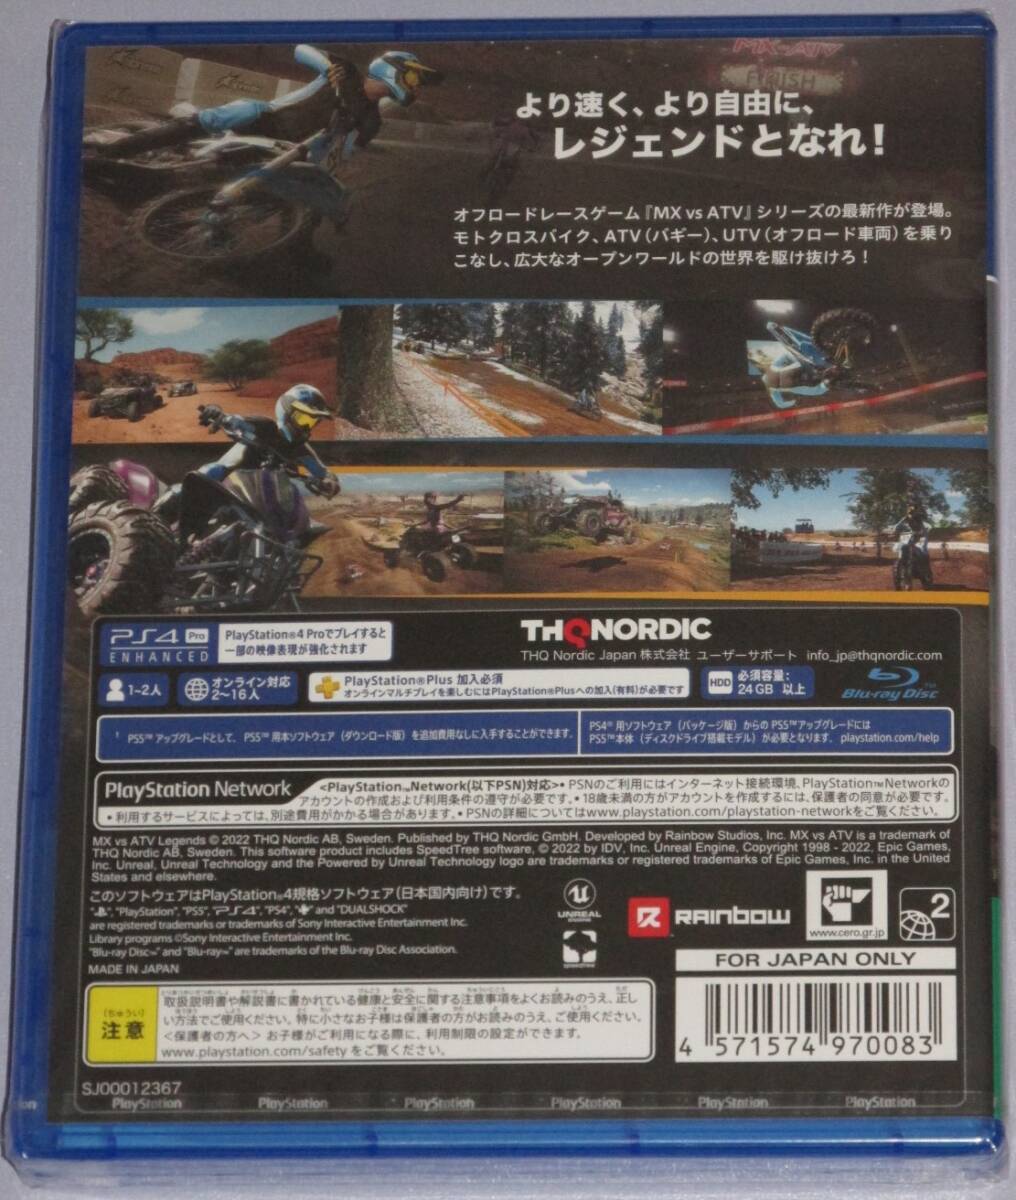 MX vs ATV
FINISH
より速く、より自由に、
レジェンドとなれ!
オフロードレースゲーム『MX vs ATV』シリーズの最新作が登場。
モトクロスバイク、ATV(バギー)、UTV(オフロード車両)を乗り
こなし、広大なオープンワールドの世界を駆け抜けろ!
PS4 Pro
ENHANCED
PlayStation®4 Proでプレイすると
一部の映像表現が強化されます
THQ NORDIC
THQ Nordic Japan 株式会社 ユーザーサポート info_jp@thqnordic.com
1~2人
オンライン対応
2~16人
PlayStation®Plus 加入必須
オンラインマルチプレイを楽しむにはPlayStation®Plusへの加入(有料)が必要です
HDD
必須容量:
24 GB 以上
Blu-ray Disc™
PS5™アップグレードとして、PS5™用本ソフトウェア(ダウンロード版)を追加費用なしに入手することができます。
PS4®用ソフトウェア(パッケージ版)からのPS5™アップグレードには
PS5™本体(ディスクドライブ搭載モデル)が必要となります. playstation.com/help
PlayStation Network
<PlayStation™Network(以下PSN)対応>• PSNのご利用にはインターネット接続環境、PlayStation™Networkの
アカウントの作成および利用条件の遵守が必要です。• 18歳未満の方がアカウントを作成するには、保護者の同意が必要です。
• 利用するサービスによっては、別途費用がかかる場合があります。• PSNの詳細についてはwww.playstation.com/playstation-networkをご覧ください。
MX vs ATV Legends © 2022 THQ Nordic AB, Sweden. Published by THQ Nordic GmbH. Developed by Rainbow Studios, Inc. MX vs ATV is a trademark of
THQ Nordic AB, Sweden. This software product includes SpeedTree software, © 2022 by IDV, Inc. Unreal Engine, Copyright 1998 - 2022, Epic Games,
Inc. Unreal, Unreal Technology and the Powered by Unreal Technology logo are trademarks or registered trademarks of Epic Games, Inc. in the United
States and elsewhere.
このソフトウェアはPlayStation®4規格ソフトウェア(日本国内向け)です。
"PlayStation", "PS5", "PS4", "PS4", and "DUALSHOCK"
are registered trademarks or trademarks of Sony Interactive Entertainment Inc.
Library programs ©Sony Interactive Entertainment Inc.
"Blu-ray Disc™" and "Blu-ray™" are trademarks of the Blu-ray Disc Association.
MADE IN JAPAN
UNREAL
ENGINE
RAINBOW
www.cero.gr.jp
2
FOR JAPAN ONLY
(ちゅうい)
注意
取扱説明書や解説書に書かれている健康と安全に関する注意事項をよくお読みのうえ、正し
い方法でご使用ください。特に小さなお子様は保護者の方がお読みのうえ、ご使用ください。
<保護者の方へ> お子様がご利用になる際に、利用制限の設定ができます。
www.playstation.com/safety をご覧ください。
4 571574 970083
SJ00012367
PlayStation PlayStation PlayStation PlayStation PlayStation PlayStation